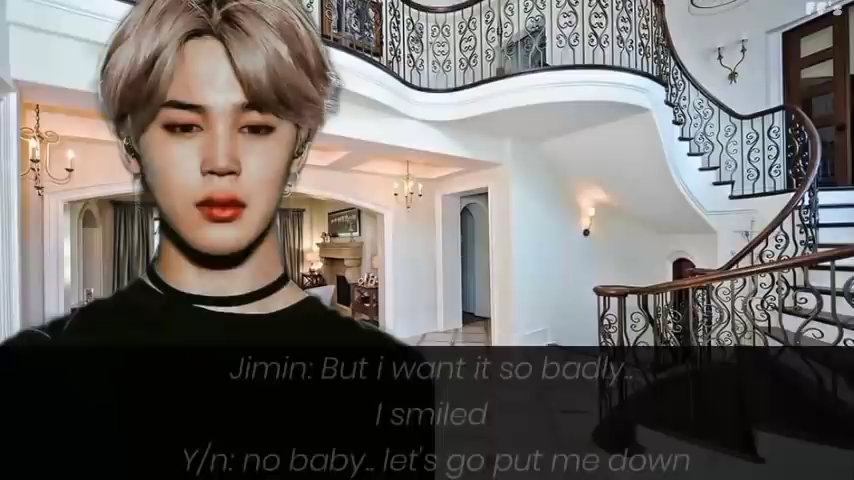 Jimin: But i want it so badly..
I smiled
Y/n: no baby.. let's go put me down